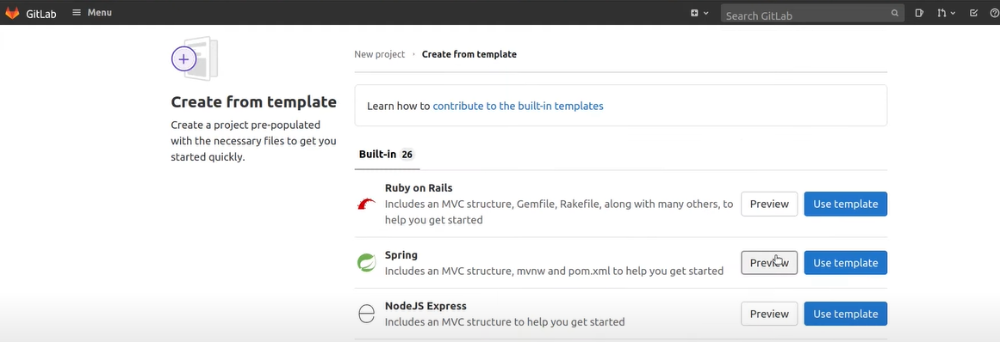 GitLab
Menu
Search GitLab
Create from template
Create a project pre-populated
with the necessary files to get you
started quickly.
New project › Create from template
Learn how to contribute to the built-in templates
Built-in 26
Ruby on Rails
Includes an MVC structure, Gemfile, Rakefile, along with many others, to
help you get started
Preview
Use template
Spring
Includes an MVC structure, mvnw and pom.xml to help you get started
Preview
Use template
NodeJS Express
Includes an MVC structure to help you get started
Preview
Use template